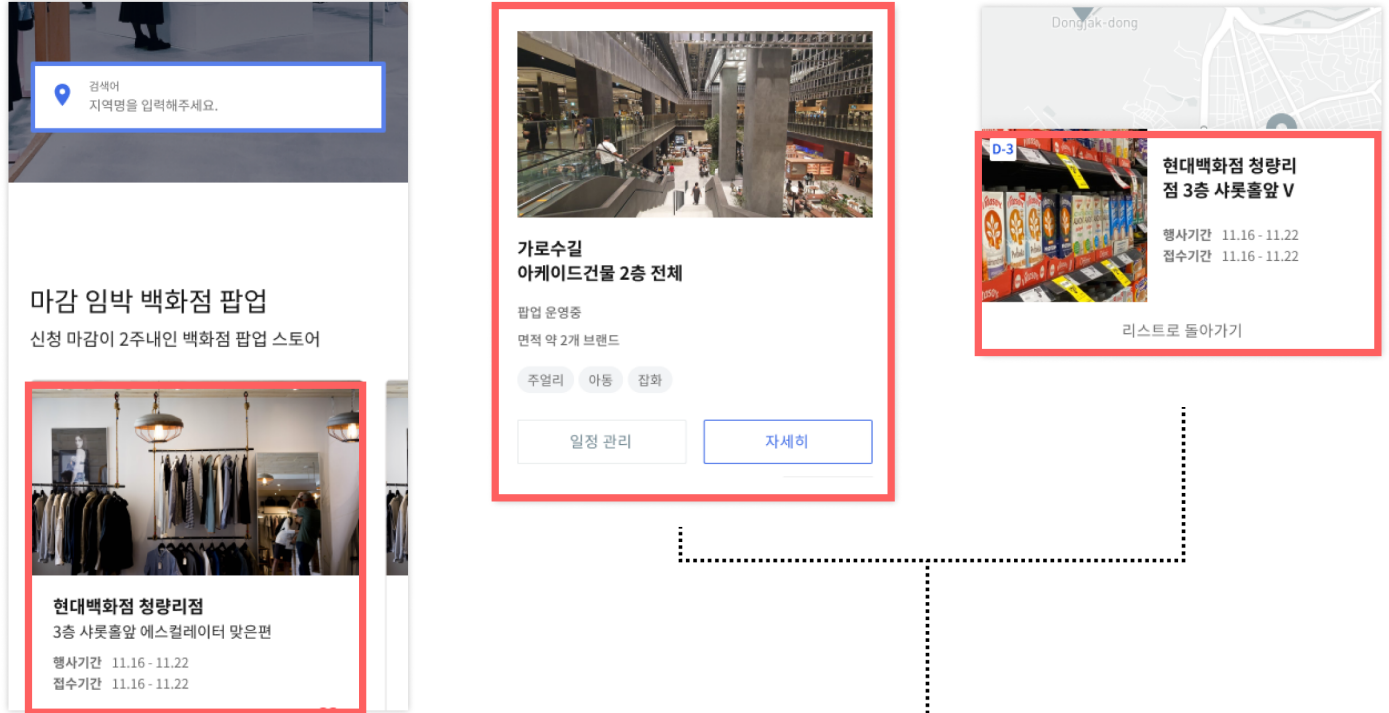 검색어
지역명을 입력해주세요.
마감 임박 백화점 팝업
신청 마감이 2주내인 백화점 팝업 스토어
현대백화점 청량리점
3층 샤롯홀앞 에스컬레이터 맞은편
행사기간 11.16 - 11.22
접수기간 11.16 - 11.22
가로수길
아케이드건물 2층 전체
팝업 운영중
면적 약 2개 브랜드
주얼리 아동 잡화
일정 관리 자세히
Dongjak-dong
D-3
현대백화점 청량리
점 3층 샤롯홀앞 V
행사기간 11.16 - 11.22
접수기간 11.16 - 11.22
리스트로 돌아가기